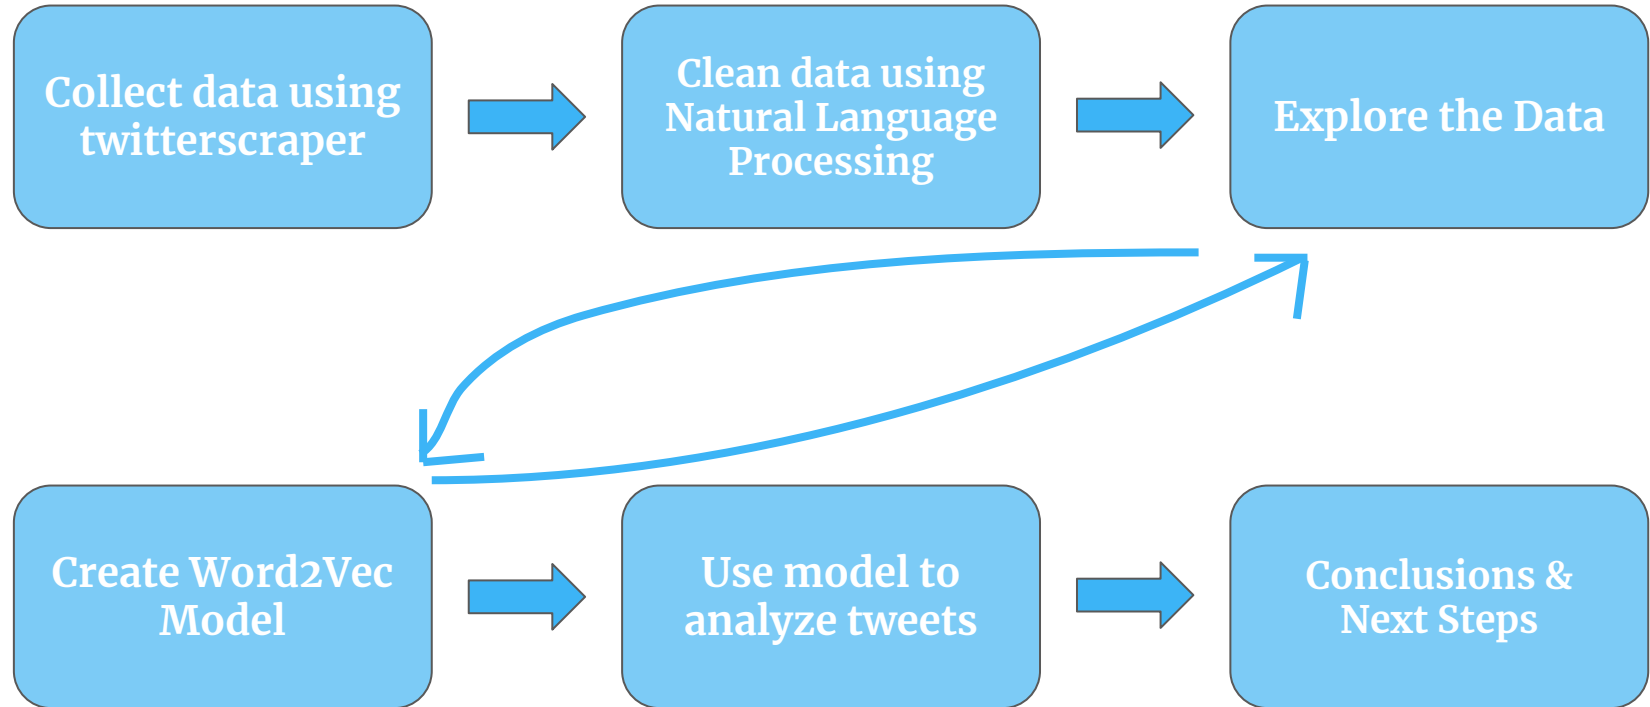 Collect data using
twitterscraper
Clean data using
Natural Language
Processing
Explore the Data
Create Word2Vec
Model
Use model to
analyze tweets
Conclusions &
Next Steps